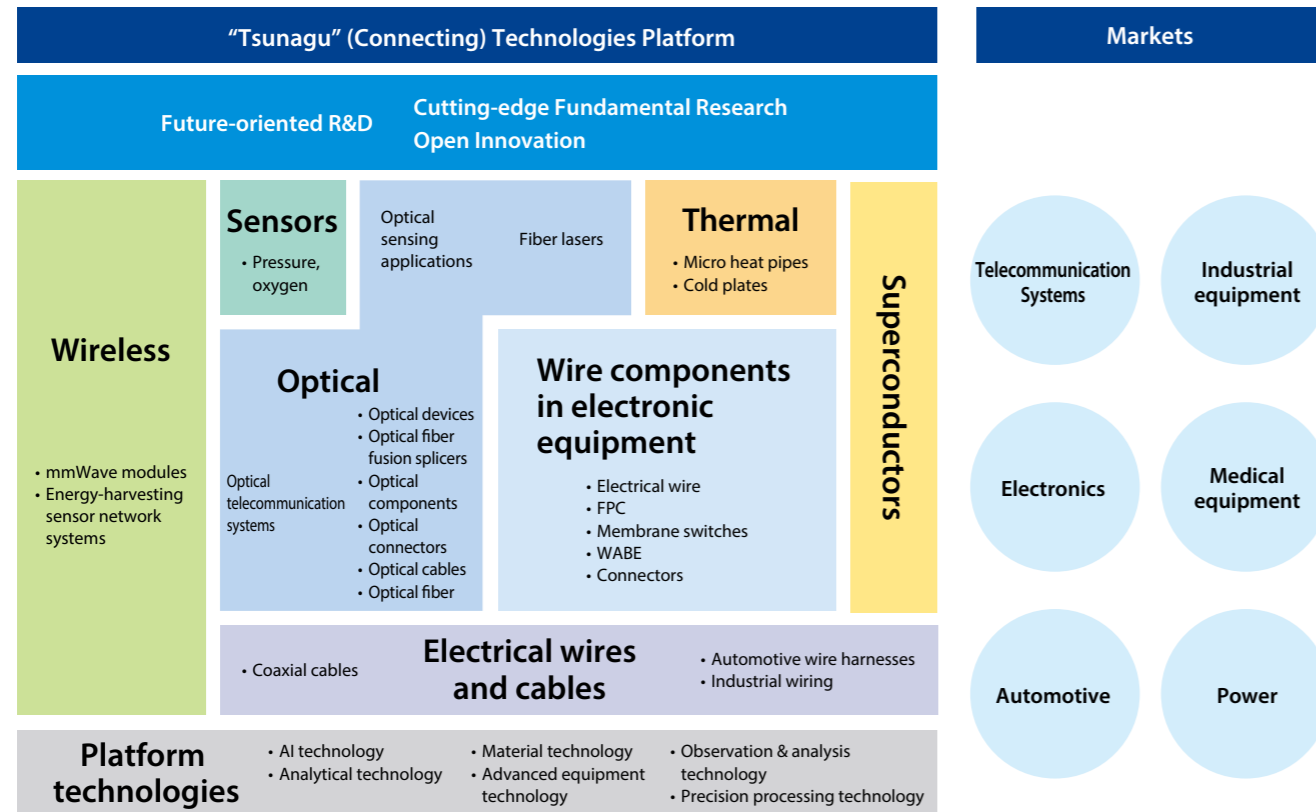 “Tsunagu” (Connecting) Technologies Platform
Markets
Future-oriented R&D
Cutting-edge Fundamental Research
Open Innovation
Wireless
• mmWave modules
• Energy-harvesting
sensor network
systems
Sensors
• Pressure,
oxygen
Optical
sensing
applications
Fiber lasers
Thermal
• Micro heat pipes
• Cold plates
Superconductors
Optical
Optical
telecommunication
systems
• Optical devices
• Optical fiber
fusion splicers
• Optical
components
• Optical
connectors
• Optical cables
• Optical fiber
Wire components
in electronic
equipment
• Electrical wire
• FPC
• Membrane switches
• WABE
• Connectors
• Coaxial cables
Electrical wires
and cables
• Automotive wire harnesses
• Industrial wiring
Platform
technologies
• AI technology
• Analytical technology
• Material technology
• Advanced equipment
technology
• Observation & analysis
technology
• Precision processing technology
Telecommunication
Systems
Industrial
equipment
Electronics
Medical
equipment
Automotive
Power